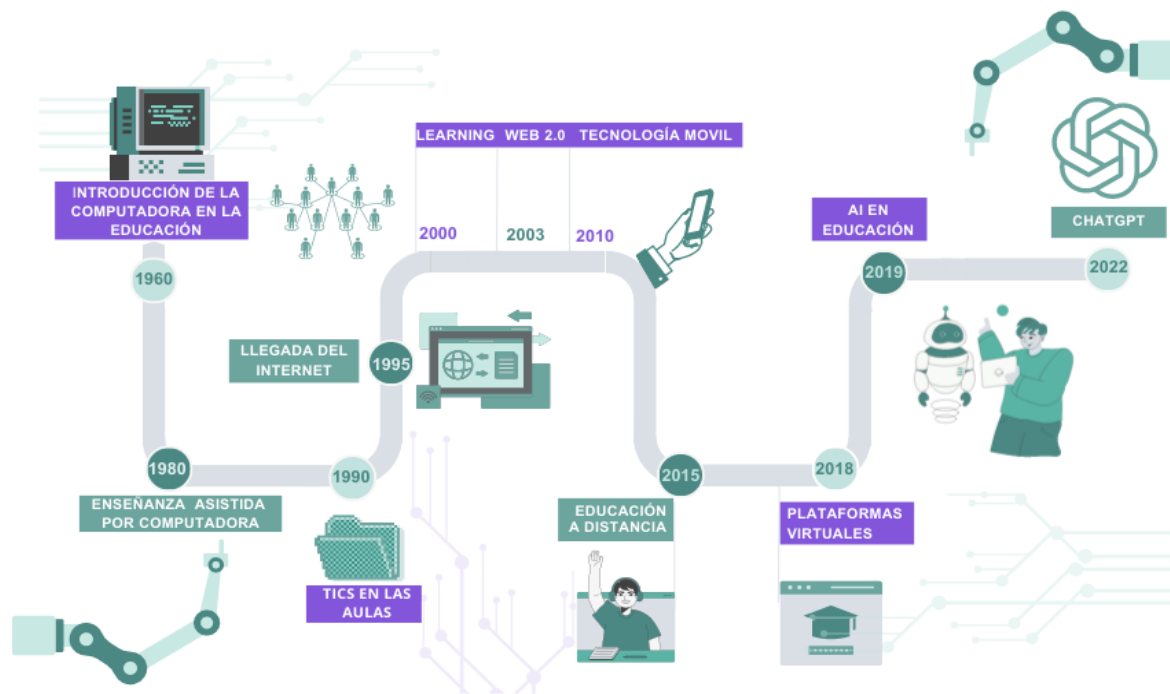 INTRODUCCIÓN DE LA
COMPUTADORA EN LA
EDUCACIÓN
1960
1980
ENSEÑANZA ASISTIDA
POR COMPUTADORA
1990
TICS EN LAS
AULAS
LLEGADA DEL
INTERNET
1995
LEARNING WEB 2.0 TECNOLOGÍA MOVIL
2000 2003 2010
2015
EDUCACIÓN
A DISTANCIA
2018
PLATAFORMAS
VIRTUALES
AI EN
EDUCACIÓN
2019
CHATGPT
2022